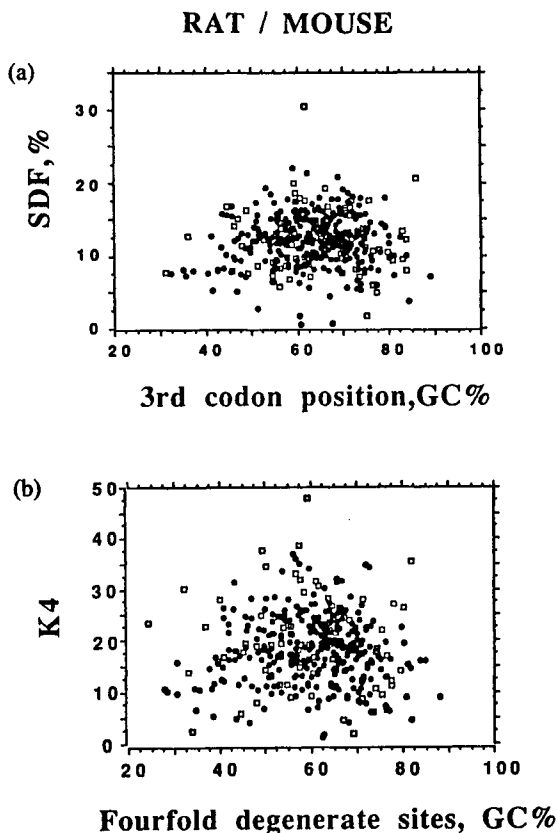 RAT / MOUSE
(a)
SDF,%
30
20
10
0
20 40 60 80 100
3rd codon position,GC%
(b)
K4
50
40
30
20
10
0
20 40 60 80 100
Fourfold degenerate sites, GC%